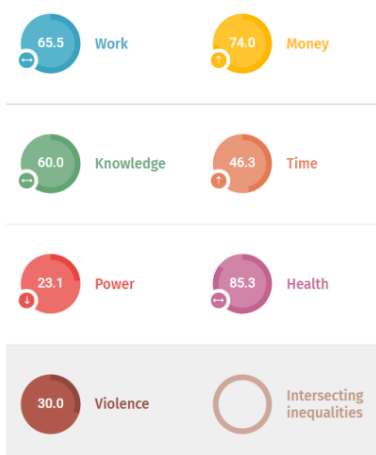 65.5 Work
74.0 Money
60.0 Knowledge
46.3 Time
23.1 Power
85.3 Health
30.0 Violence
Intersecting
inequalities